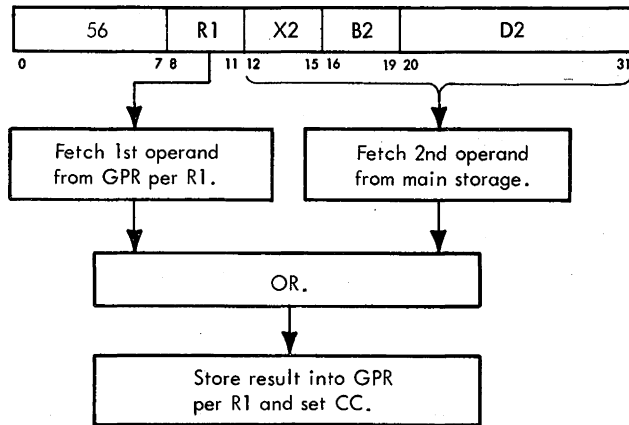 56 R1 X2 B2 D2
0 7 8 11 12 15 16 19 20 31
Fetch 1st operand
from GPR per R1.
Fetch 2nd operand
from main storage.
OR.
Store result into GPR
per R1 and set CC.